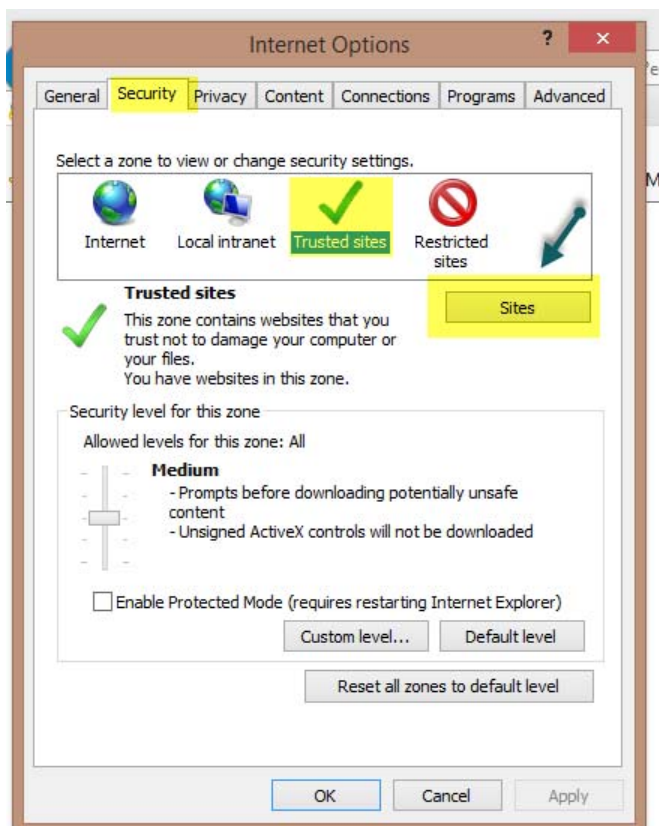 Internet Options
?
×
General Security Privacy Content Connections Programs Advanced
Select a zone to view or change security settings.
Internet Local intranet Trusted sites Restricted
sites
Trusted sites
Sites
This zone contains websites that you
trust not to damage your computer or
your files.
You have websites in this zone.
Security level for this zone
Allowed levels for this zone: All
Medium
- Prompts before downloading potentially unsafe
content
- Unsigned ActiveX controls will not be downloaded
Enable Protected Mode (requires restarting Internet Explorer)
Custom level... Default level
Reset all zones to default level
OK Cancel Apply